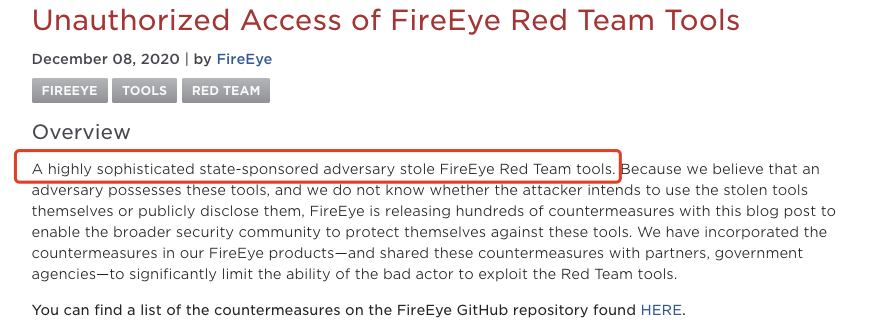 Unauthorized Access of FireEye Red Team Tools
December 08, 2020 | by FireEye
FIREEYE TOOLS RED TEAM
Overview
A highly sophisticated state-sponsored adversary stole FireEye Red Team tools. Because we believe that an
adversary possesses these tools, and we do not know whether the attacker intends to use the stolen tools
themselves or publicly disclose them, FireEye is releasing hundreds of countermeasures with this blog post to
enable the broader security community to protect themselves against these tools. We have incorporated the
countermeasures in our FireEye products—and shared these countermeasures with partners, government
agencies—to significantly limit the ability of the bad actor to exploit the Red Team tools.
You can find a list of the countermeasures on the FireEye GitHub repository found HERE.